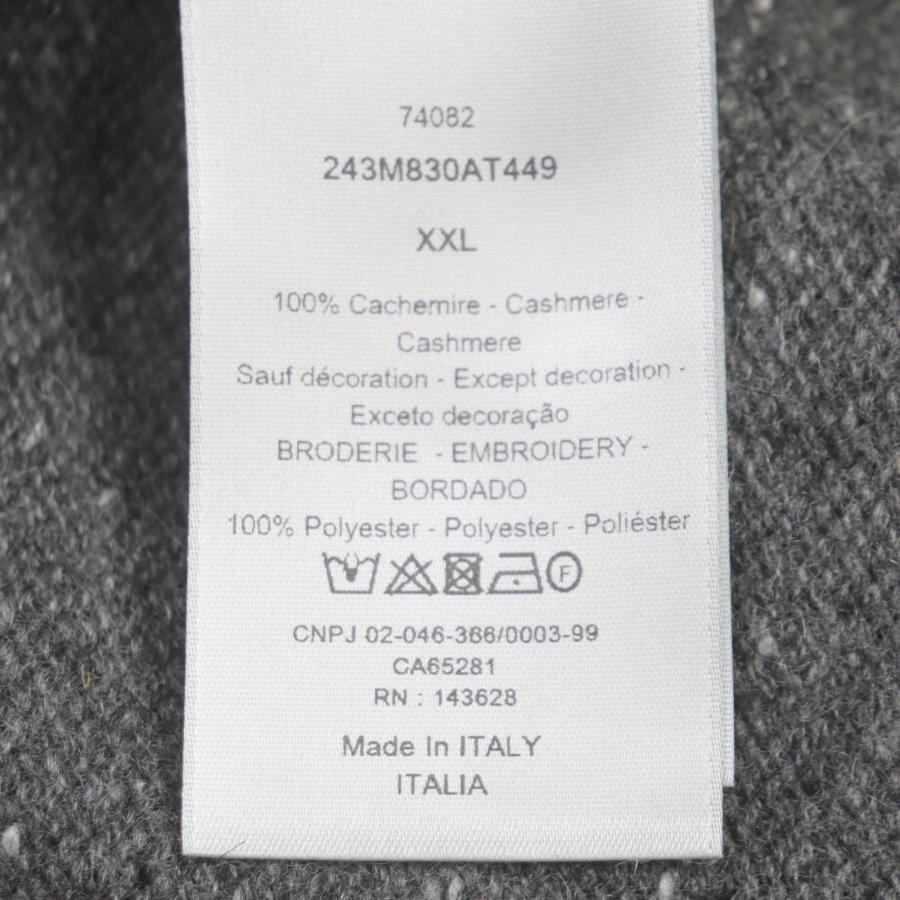 74082
243M830AT449
XXL
100% Cachemire - Cashmere -
Cashmere
Sauf décoration - Except decoration -
Exceto decoração
BRODERIE - EMBROIDERY -
BORDADO
100% Polyester - Polyester - Poliéster
F
CNPJ 02-046-366/0003-99
CA65281
RN : 143628
Made In ITALY
ITALIA